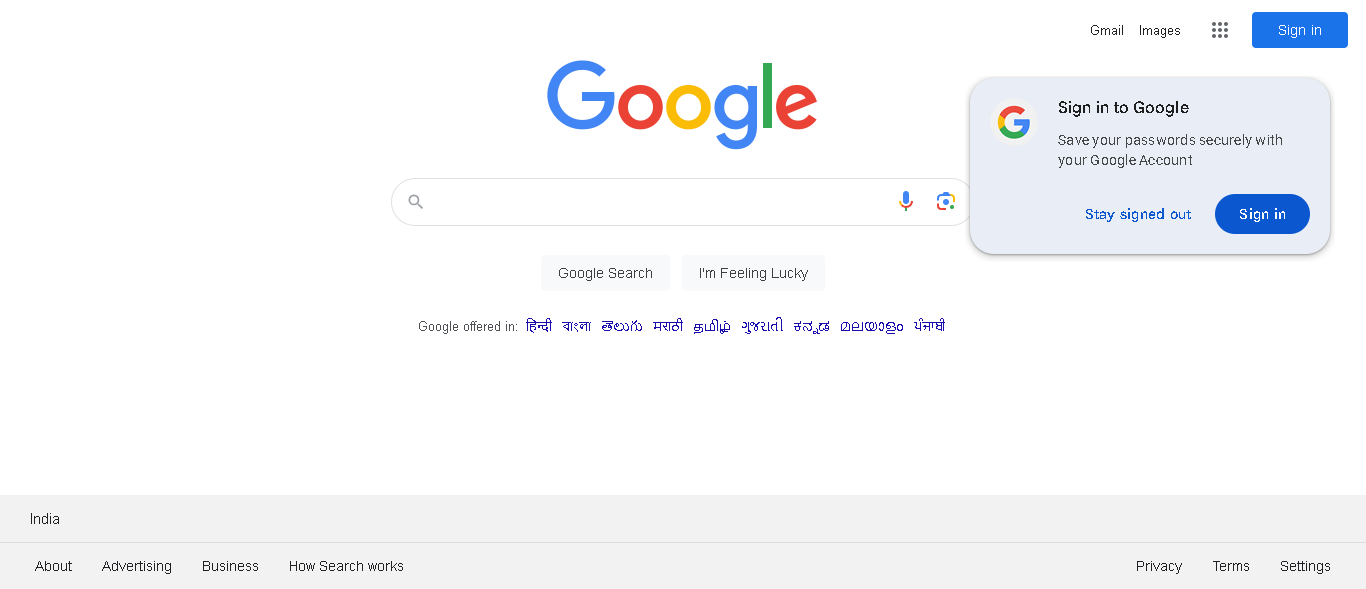 Gmail Images Sign in
Google
Sign in to Google
Save your passwords securely with
your Google Account
Stay signed out Sign in
Google Search I'm Feeling Lucky
Google offered in: हिन्दी বাংলা తెలుగు मराठी தமிழ் ગુજરાતી ಕನ್ನಡ മലയാളം ਪੰਜਾਬੀ
India
About Advertising Business How Search works Privacy Terms Settings